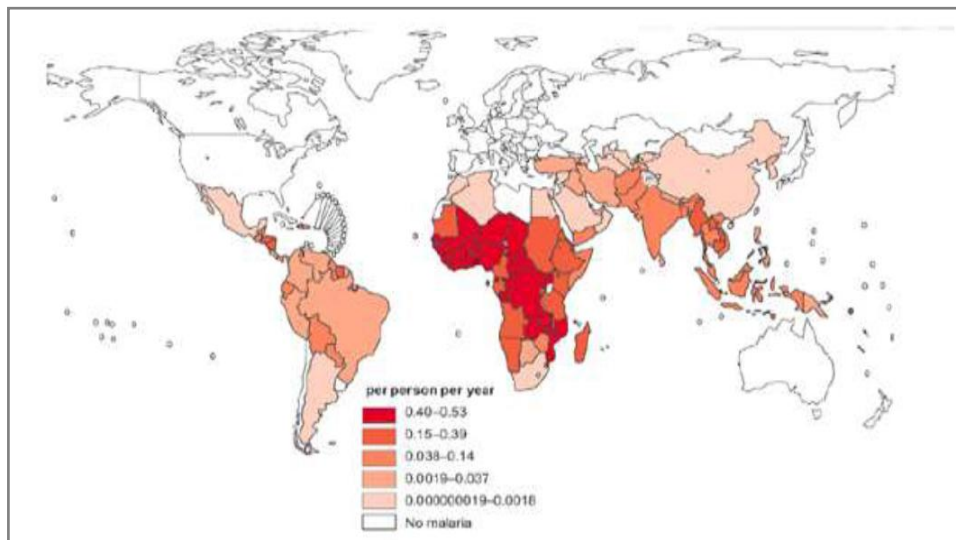 per person per year
0.40–0.53
0.15–0.39
0.038–0.14
0.0019–0.037
0.000000019–0.0018
No malaria